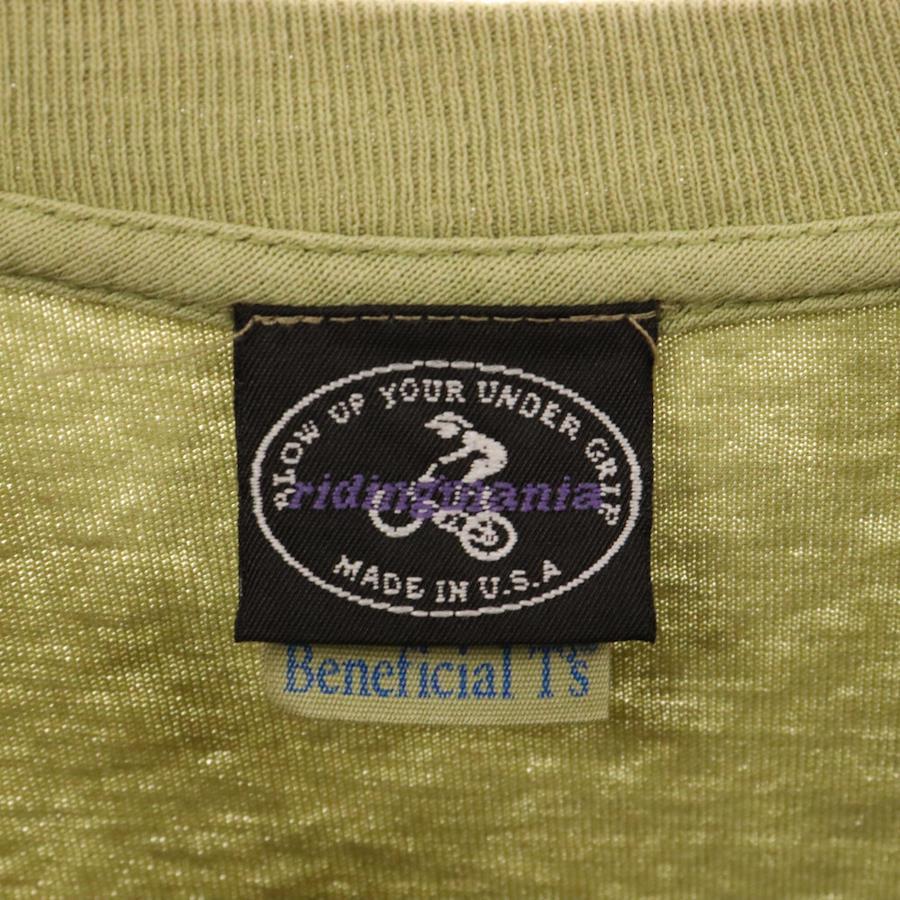 BLOW UP YOUR UNDER GRIP
ridingmania
MADE IN U.S.A
Beneficial T's